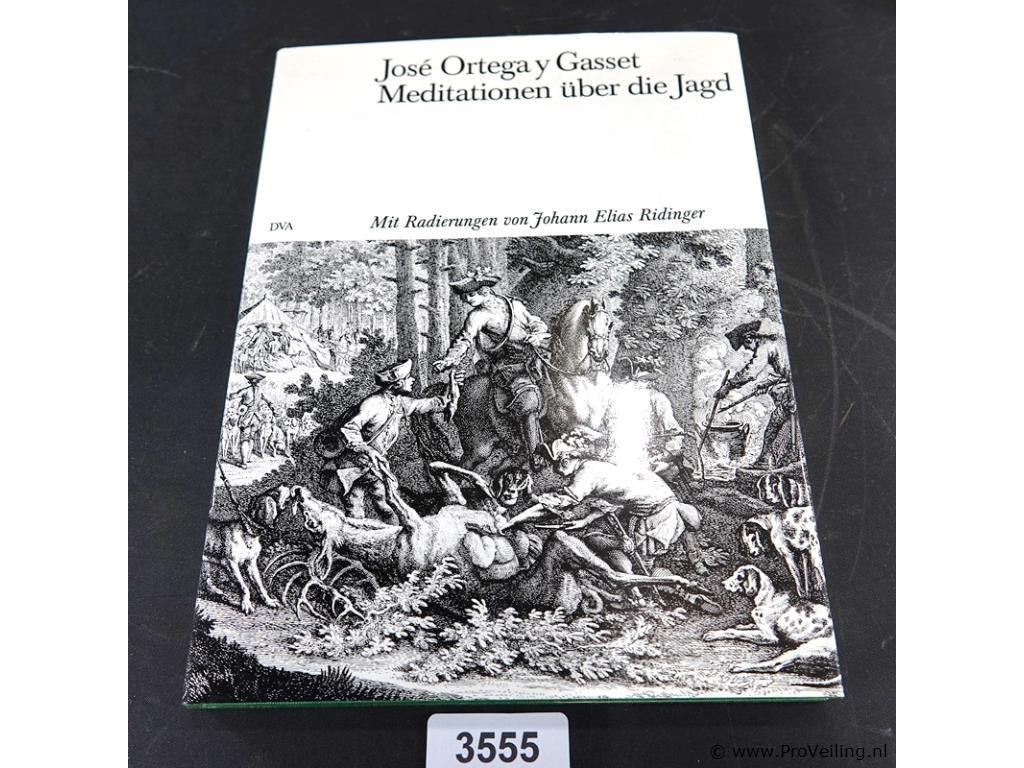 José Ortega y Gasset
Meditationen über die Jagd
Mit Radierungen von Johann Elias Ridinger
DVA
3555
© www.ProVeiling.nl